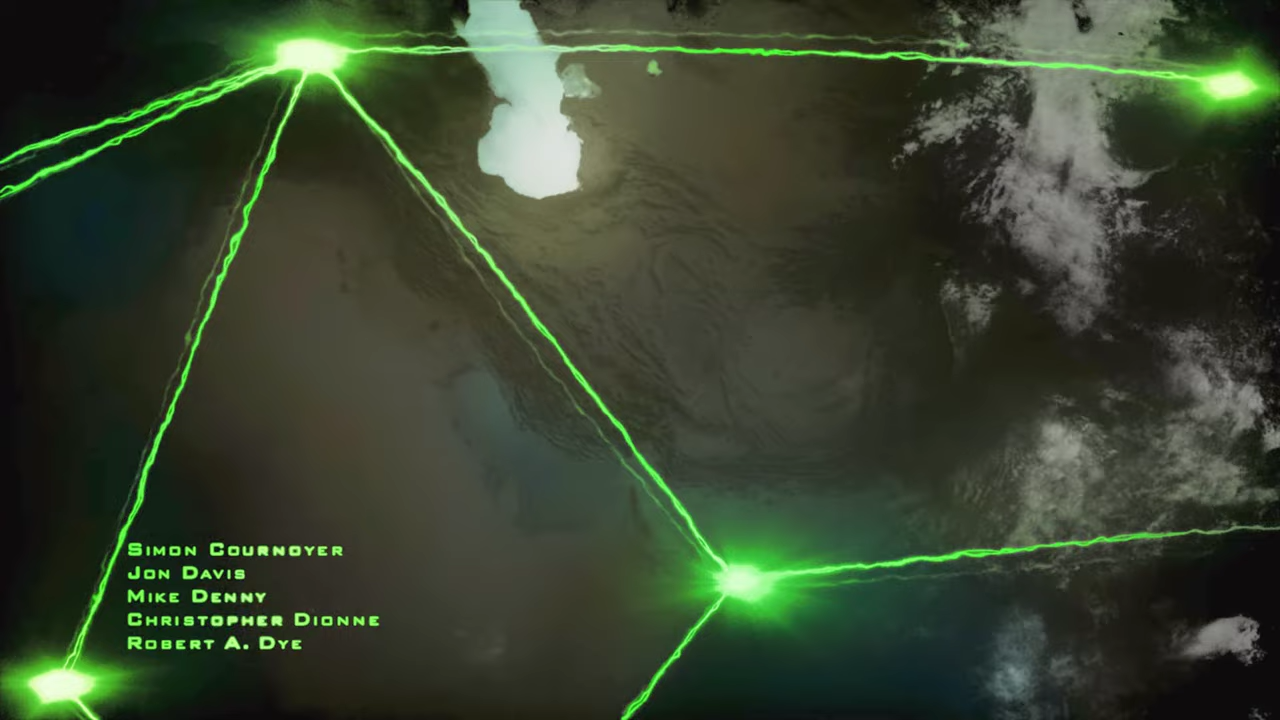 Simon Cournoyer
Jon Davis
Mike Denny
Christopher Dionne
Robert A. Dye